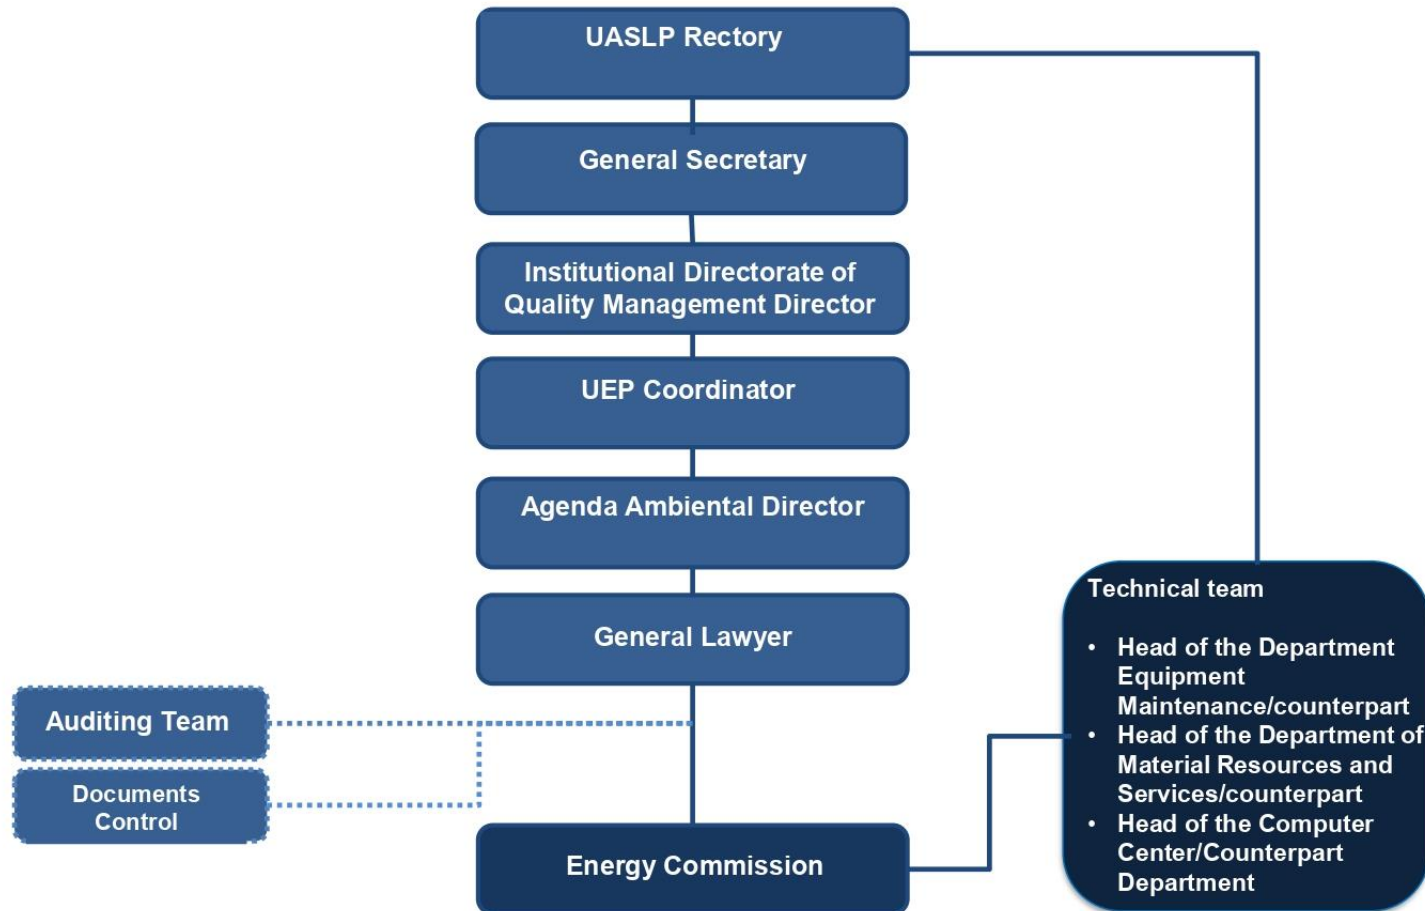 UASLP Rectory
General Secretary
Institutional Directorate of
Quality Management Director
UEP Coordinator
Agenda Ambiental Director
General Lawyer
Auditing Team
Documents
Control
Energy Commission
Technical team
• Head of the Department
Equipment
Maintenance/counterpart
• Head of the Department of
Material Resources and
Services/counterpart
• Head of the Computer
Center/Counterpart
Department